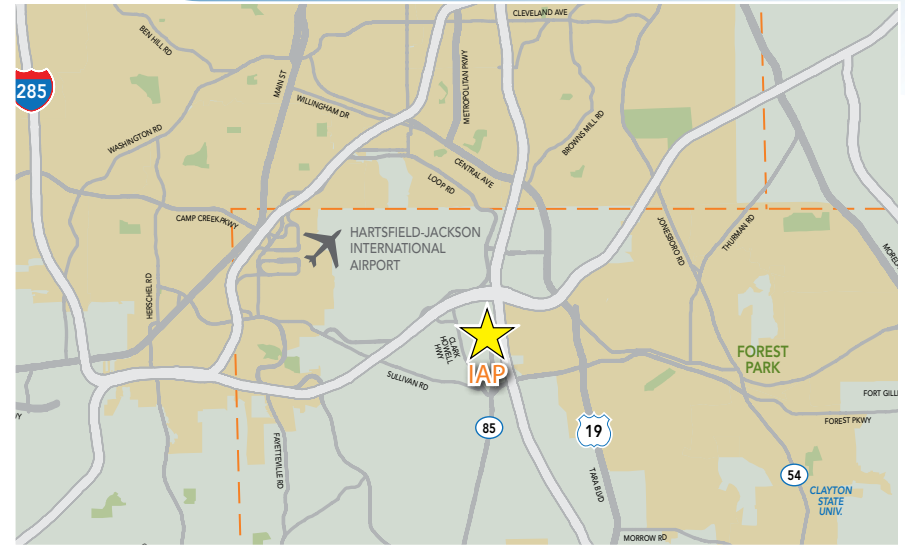 CLEVELAND AVE
BEN HILL RD
MAIN ST
METROPOLITAN PKWY
285
WILLINGHAM DR
WASHINGTON RD
BROWNS MILL RD
CENTRAL AVE
LOOP RD
CAMP CREEK PKWY
HARTSFIELD-JACKSON
INTERNATIONAL
AIRPORT
JONESBORO RD
THURMAN RD
HERSCHEL RD
CLARK
HOWELL
HWY
IAP
FOREST
PARK
SULLIVAN RD
FORT GILL
FOREST PKWY
85
19
FAYETTEVILLE RD
TARA BLVD
54
CLAYTON
STATE
UNIV.
MORROW RD